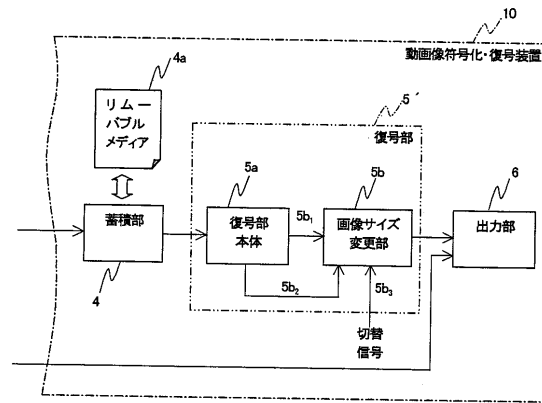 10
動画像符号化・復号装置
4a
リムー
バブル
メディア
5´
復号部
5a
5b
6
蓄積部
復号部
本体
5b1
画像サイズ
変更部
出力部
4
5b2
5b3
切替
信号